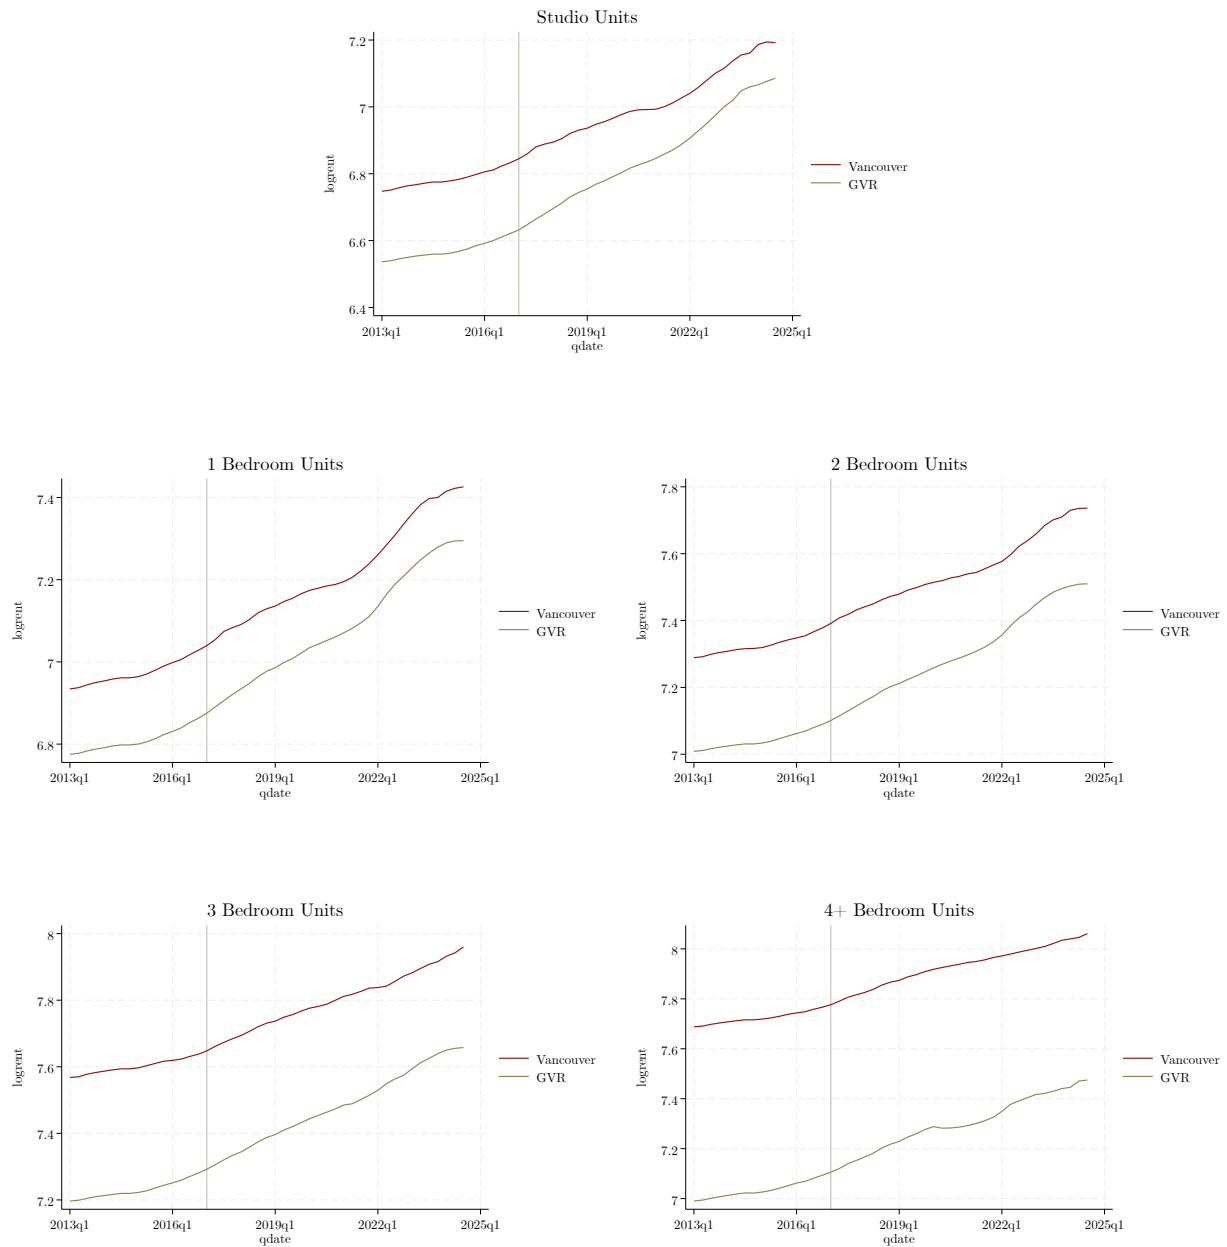 Studio Units
7.2
7
6.8
6.6
6.4
logrent
2013q1 2016q1 2019q1 2022q1 2025q1
qdate
Vancouver
GVR
1 Bedroom Units
7.4
7.2
7
6.8
logrent
2013q1 2016q1 2019q1 2022q1 2025q1
qdate
Vancouver
GVR
2 Bedroom Units
7.8
7.6
7.4
7.2
7
logrent
2013q1 2016q1 2019q1 2022q1 2025q1
qdate
Vancouver
GVR
3 Bedroom Units
8
7.8
7.6
7.4
7.2
logrent
2013q1 2016q1 2019q1 2022q1 2025q1
qdate
Vancouver
GVR
4+ Bedroom Units
8
7.8
7.6
7.4
7.2
7
logrent
2013q1 2016q1 2019q1 2022q1 2025q1
qdate
Vancouver
GVR